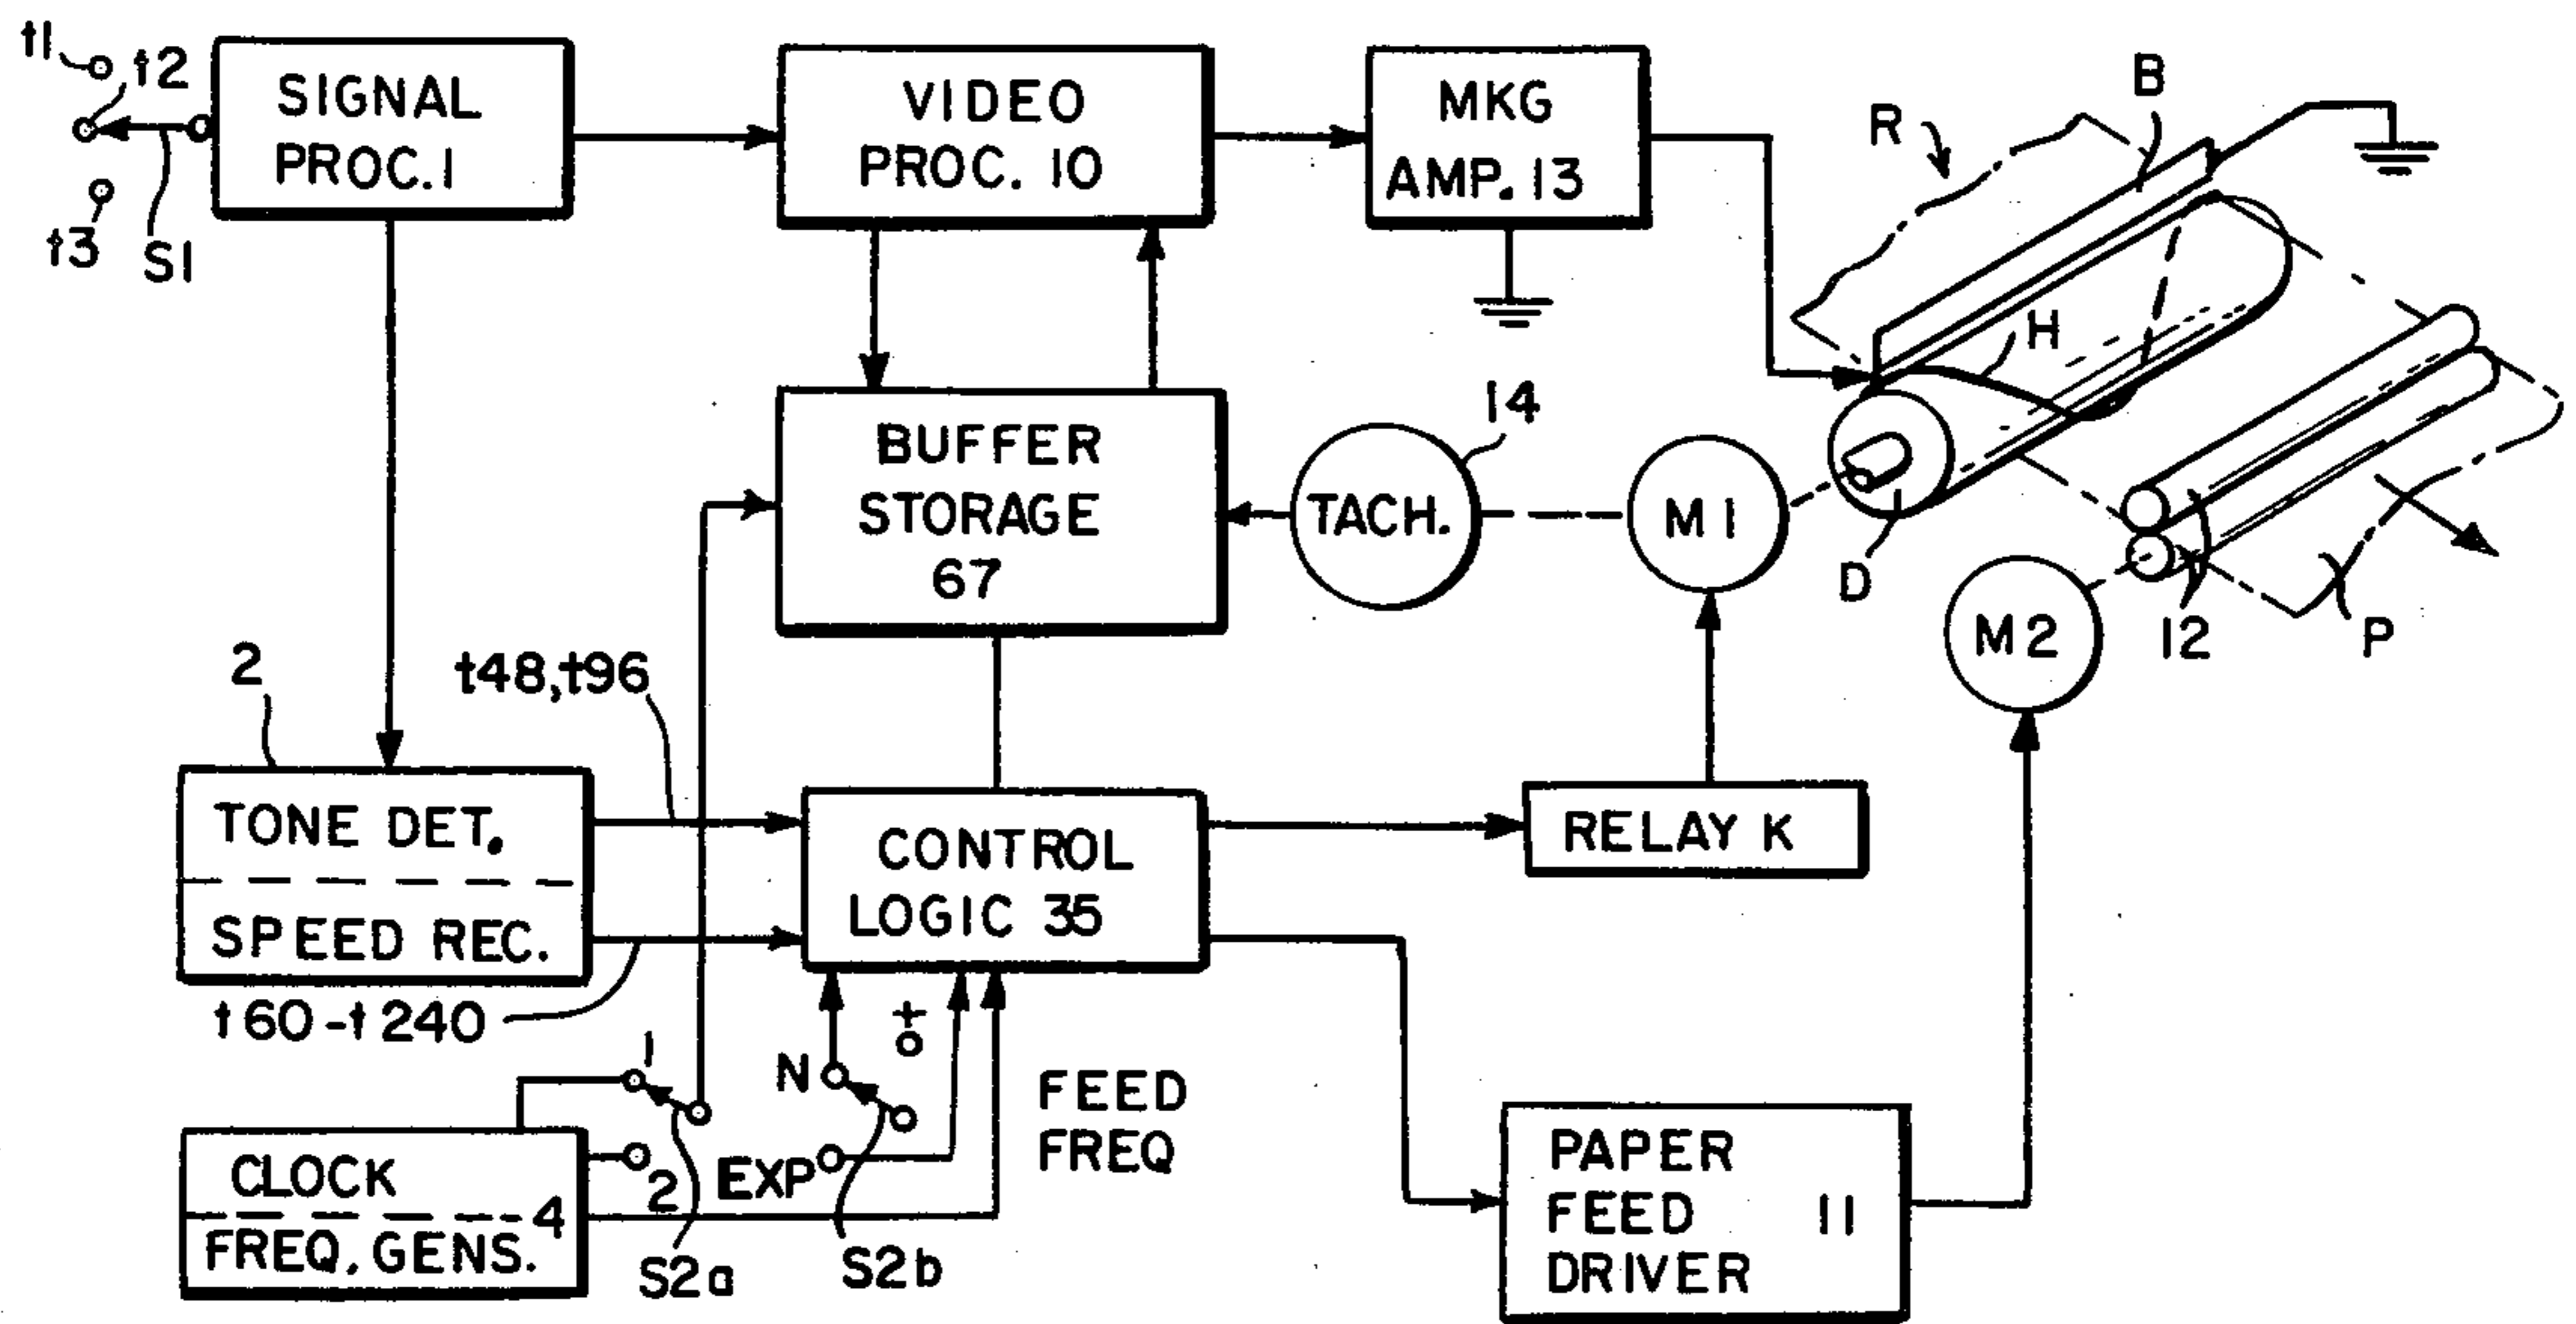 t1
t2
t3
S1
SIGNAL
PROC. 1
VIDEO
PROC. 10
MKG
AMP. 13
R
B
H
D
BUFFER
STORAGE
67
TACH.
14
M1
M2
12
P
2
t48,t96
TONE DET.
SPEED REC.
t60-t240
CONTROL
LOGIC 35
RELAY K
1
2
N
+
EXP
FEED
FREQ
CLOCK
4
FREQ. GENS.
S2a
S2b
PAPER
FEED 11
DRIVER